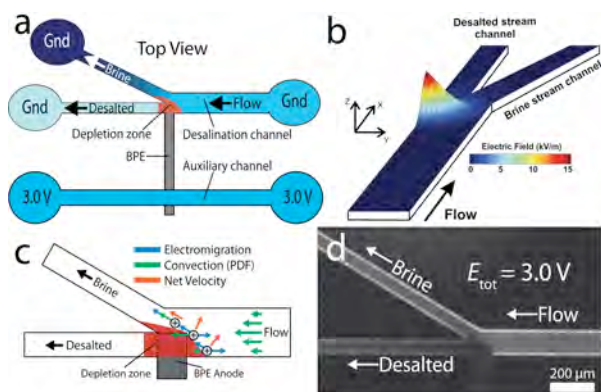 a
Top View
Gnd
Brine
Gnd
Desalted
Flow
Gnd
Depletion zone
Desalination channel
BPE
Auxiliary channel
3.0 V
3.0 V
b
Desalted stream
channel
Brine stream channel
Z
X
Y
Electric Field (kV/m)
0
5
10
15
Flow
c
Electromigration
Convection (PDF)
Net Velocity
Brine
Flow
Desalted
Depletion zone
BPE Anode
+
+
+
d
Brine
Etot = 3.0 V
Flow
Desalted
200 μm